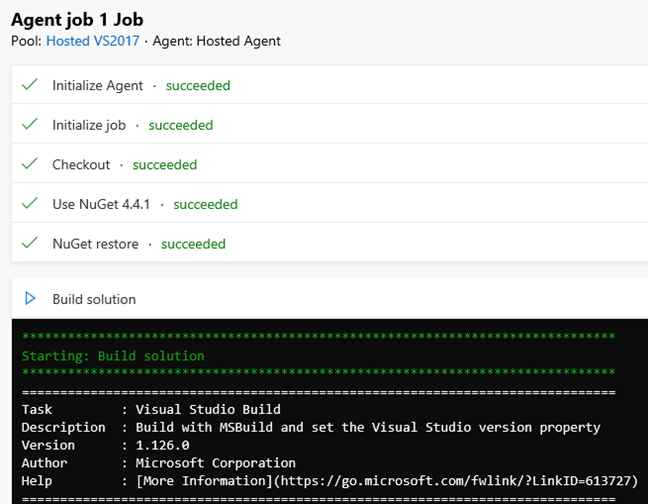 Agent job 1 Job
Pool: Hosted VS2017 · Agent: Hosted Agent
Initialize Agent · succeeded
Initialize job · succeeded
Checkout · succeeded
Use NuGet 4.4.1 · succeeded
NuGet restore · succeeded
Build solution
******************************************************************************
Starting: Build solution
******************************************************************************
==============================================================================
Task         : Visual Studio Build
Description  : Build with MSBuild and set the Visual Studio version property
Version      : 1.126.0
Author       : Microsoft Corporation
Help         : [More Information](https://go.microsoft.com/fwlink/?LinkID=613727)
==============================================================================